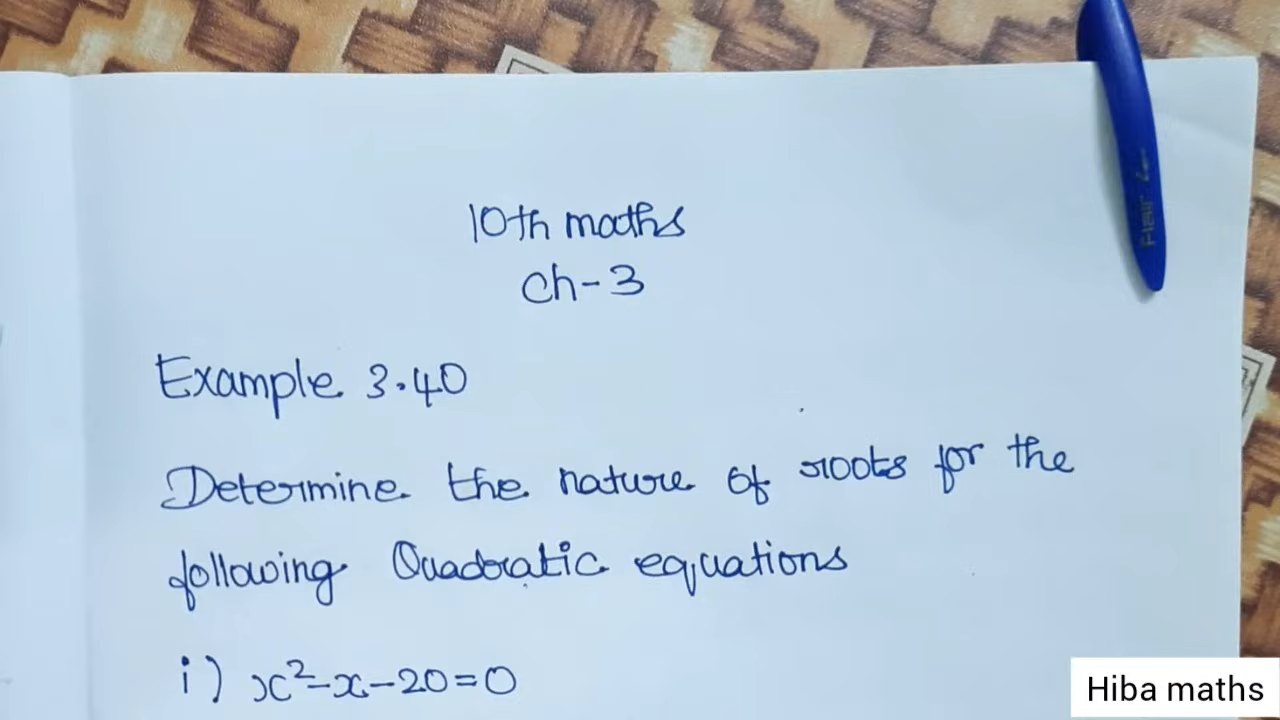 10th maths
Ch-3
Example 3.40
Determine the nature of roots for the
following Quadratic equations
i) x²-x-20=0
Hiba maths
Flair